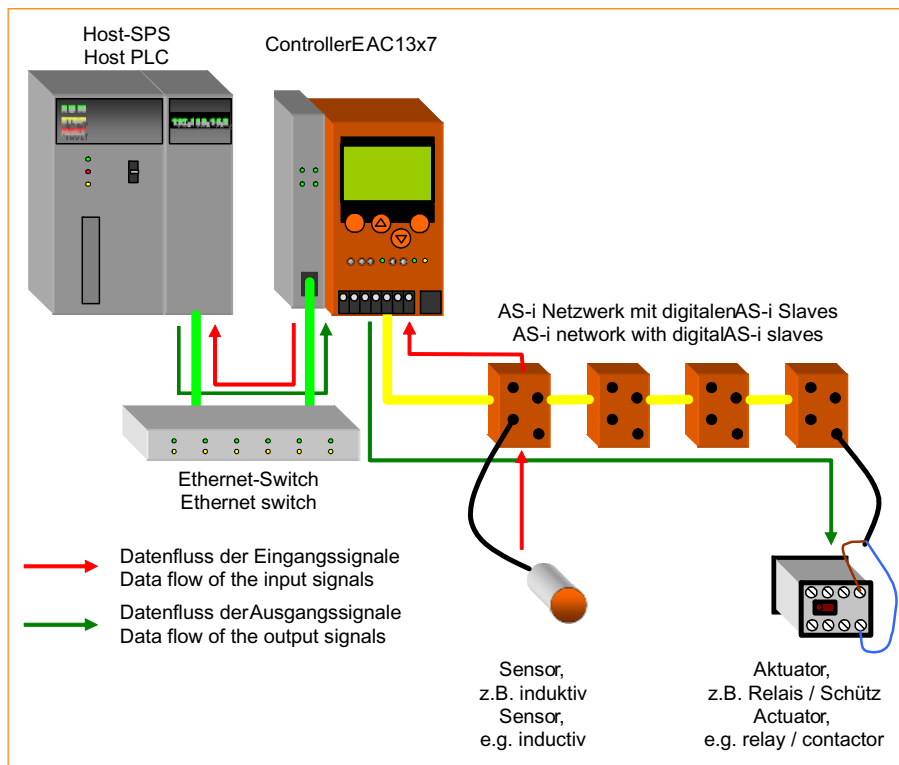 Host-SPS
Host PLC
ControllerEAC13x7
AS-i Netzwerk mit digitalenAS-i Slaves
AS-i network with digitalAS-i slaves
Ethernet-Switch
Ethernet switch
Datenfluss der Eingangssignale
Data flow of the input signals
Datenfluss derAusgangssignale
Data flow of the output signals
Sensor,
z.B. induktiv
Sensor,
e.g. inductiv
Aktuator,
z.B. Relais / Schütz
Actuator,
e.g. relay / contactor